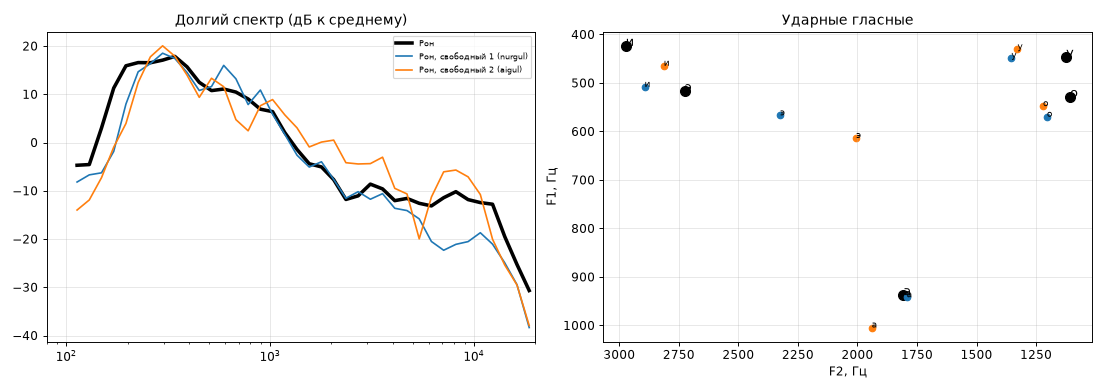 Долгий спектр (дБ к среднему)
20
10
0
−10
−20
−30
−40
10²
10³
10⁴
Рон
Рон, свободный 1 (nurgul)
Рон, свободный 2 (aigul)
Ударные гласные
400
500
600
700
800
900
1000
F1, Гц
3000
2750
2500
2250
2000
1750
1500
1250
F2, Гц
и
и
и
э
э
э
у
у
у
о
о
о
а